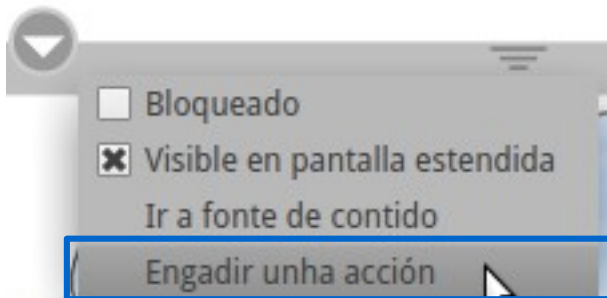 Bloqueado
Visible en pantalla estendida
Ir a fonte de contido
Engadir unha acción